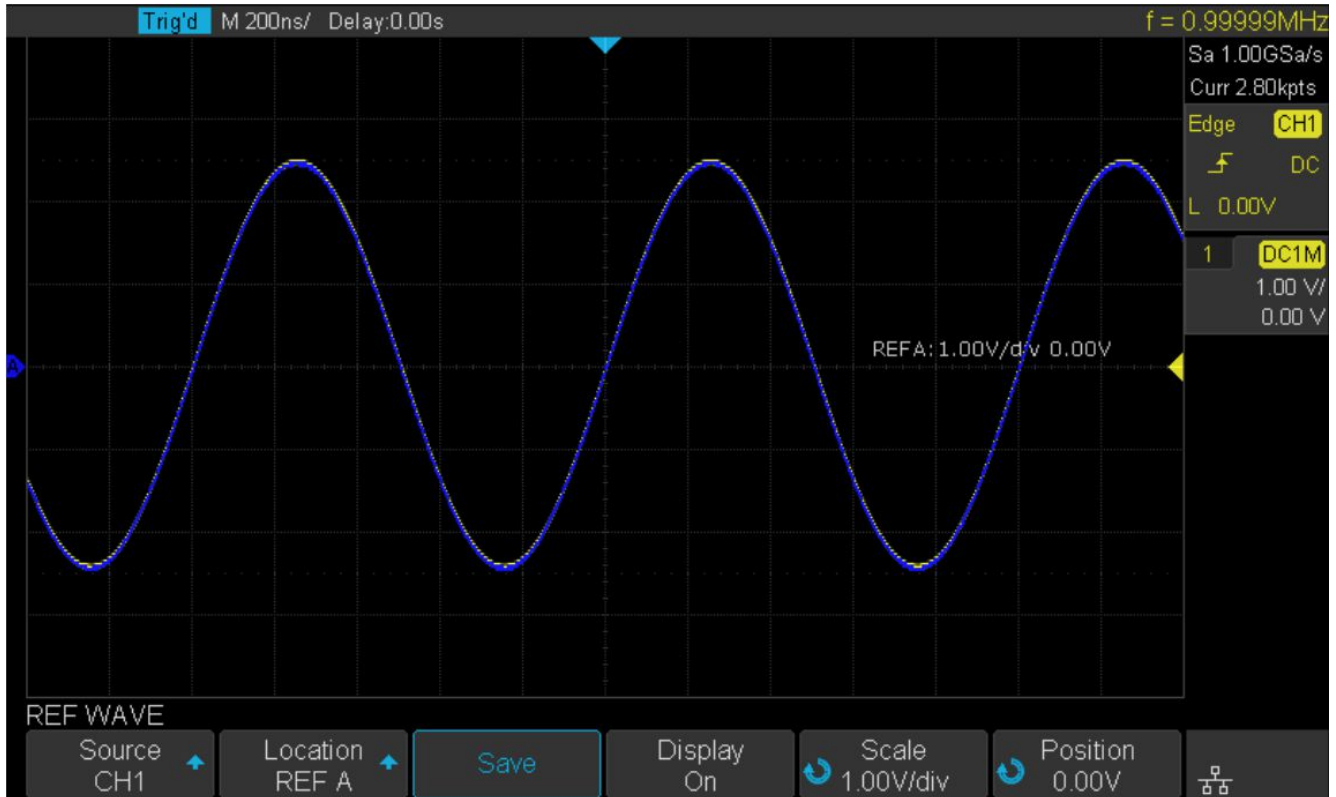 Trig'd M 200ns/ Delay:0.00s f = 0.99999MHz
Sa 1.00GSa/s
Curr 2.80kpts
Edge CH1
DC
L 0.00V
1 DC1M
1.00 V/
0.00 V
REFA: 1.00V/div 0.00V
A
REF WAVE
Source Location Save Display Scale Position
CH1 REF A On 1.00V/div 0.00V